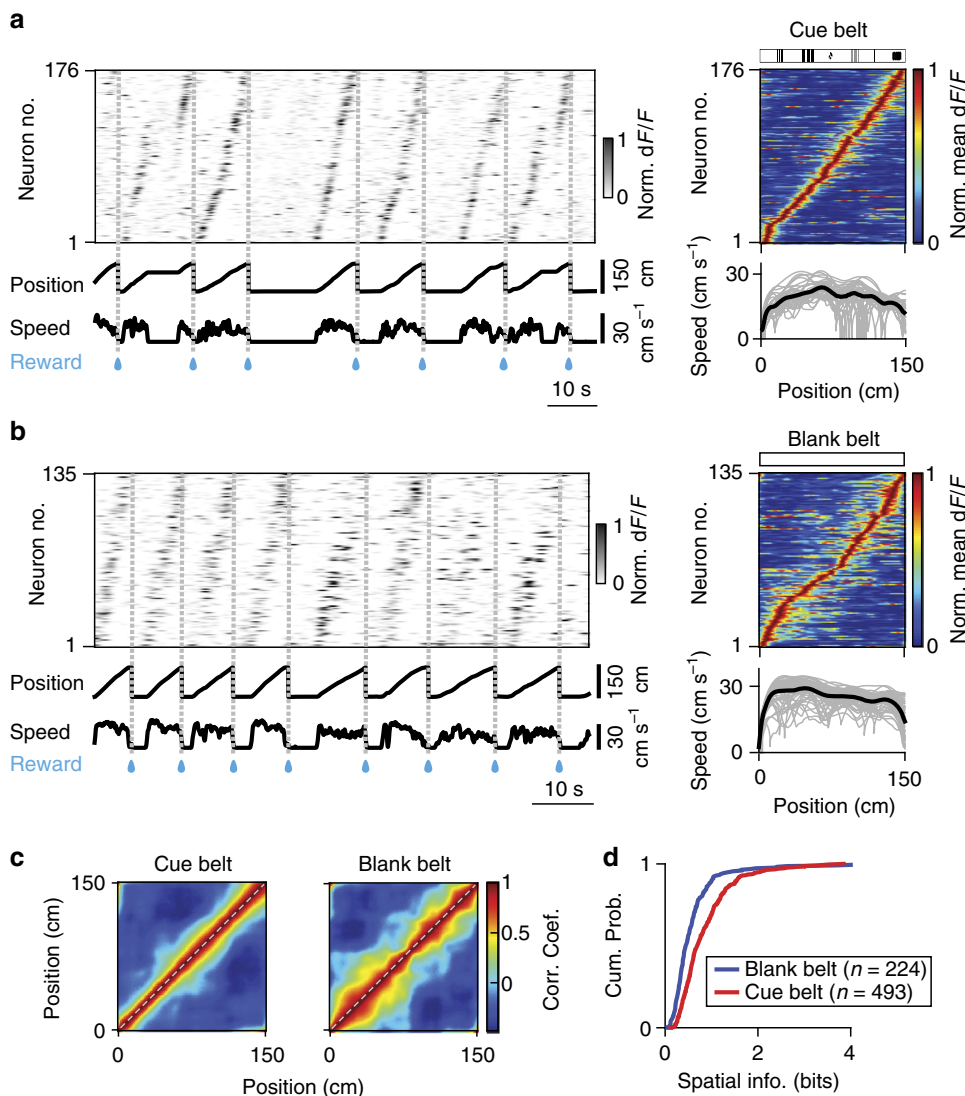 a
Cue belt
176
Neuron no.
1
1
0
Norm. dF/F
176
Neuron no.
1
1
0
Norm. mean dF/F
Position
150
cm
Speed
30
cm s⁻¹
Reward
10 s
Speed (cm s⁻¹)
30
0
0
150
Position (cm)
b
Blank belt
135
Neuron no.
1
1
0
Norm. dF/F
135
Neuron no.
1
1
0
Norm. mean dF/F
Position
150
cm
Speed
30
cm s⁻¹
Reward
10 s
Speed (cm s⁻¹)
30
0
0
150
Position (cm)
c
Cue belt
Blank belt
150
Position (cm)
0
0
150
0
150
Position (cm)
1
0.5
0
Corr. Coef.
d
1
Cum. Prob.
0
Blank belt (n = 224)
Cue belt (n = 493)
0
2
4
Spatial info. (bits)